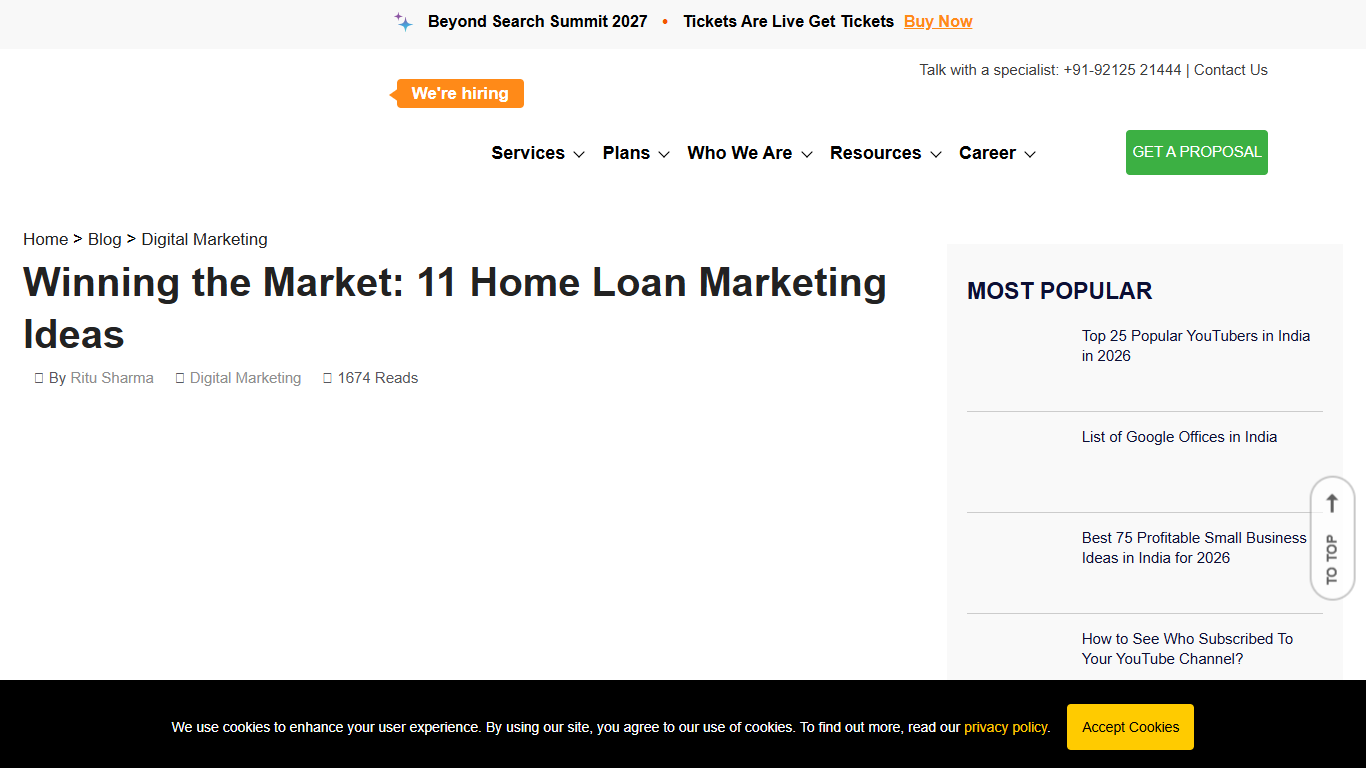 Beyond Search Summit 2027 • Tickets Are Live Get Tickets Buy Now
Talk with a specialist: +91-92125 21444 | Contact Us
We're hiring
Services Plans Who We Are Resources Career
GET A PROPOSAL
Home > Blog > Digital Marketing
Winning the Market: 11 Home Loan Marketing
Ideas
By Ritu Sharma Digital Marketing 1674 Reads
MOST POPULAR
Top 25 Popular YouTubers in India
in 2026
List of Google Offices in India
Best 75 Profitable Small Business
Ideas in India for 2026
How to See Who Subscribed To
Your YouTube Channel?
TO TOP
We use cookies to enhance your user experience. By using our site, you agree to our use of cookies. To find out more, read our privacy policy.
Accept Cookies